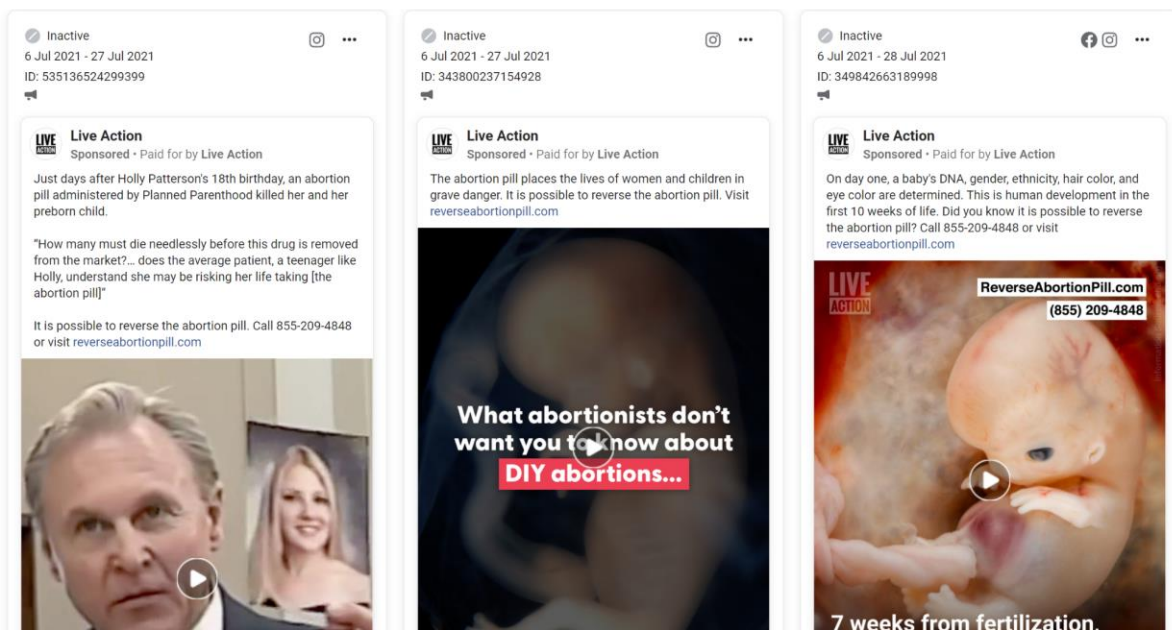 Inactive
6 Jul 2021 - 27 Jul 2021
ID: 535136524299399
LIVE
ACTION
Live Action
Sponsored • Paid for by Live Action
Just days after Holly Patterson's 18th birthday, an abortion
pill administered by Planned Parenthood killed her and her
preborn child.
"How many must die needlessly before this drug is removed
from the market?... does the average patient, a teenager like
Holly, understand she may be risking her life taking [the
abortion pill]"
It is possible to reverse the abortion pill. Call 855-209-4848
or visit reverseabortionpill.com
Inactive
6 Jul 2021 - 27 Jul 2021
ID: 343800237154928
LIVE
ACTION
Live Action
Sponsored • Paid for by Live Action
The abortion pill places the lives of women and children in
grave danger. It is possible to reverse the abortion pill. Visit
reverseabortionpill.com
What abortionists don't
want you to know about
DIY abortions...
Inactive
6 Jul 2021 - 28 Jul 2021
ID: 349842663189998
LIVE
ACTION
Live Action
Sponsored • Paid for by Live Action
On day one, a baby's DNA, gender, ethnicity, hair color, and
eye color are determined. This is human development in the
first 10 weeks of life. Did you know it is possible to reverse
the abortion pill? Call 855-209-4848 or visit
reverseabortionpill.com
LIVE
ACTION
ReverseAbortionPill.com
(855) 209-4848
7 weeks from fertilization.